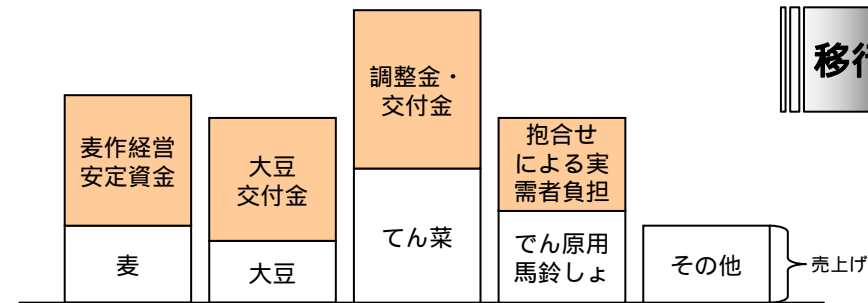 移行
調整金・
交付金
麦作経営
安定資金
大豆
交付金
抱合せ
による実
需者負担
麦
大豆
てん菜
でん原用
馬鈴しょ
その他
売上げ